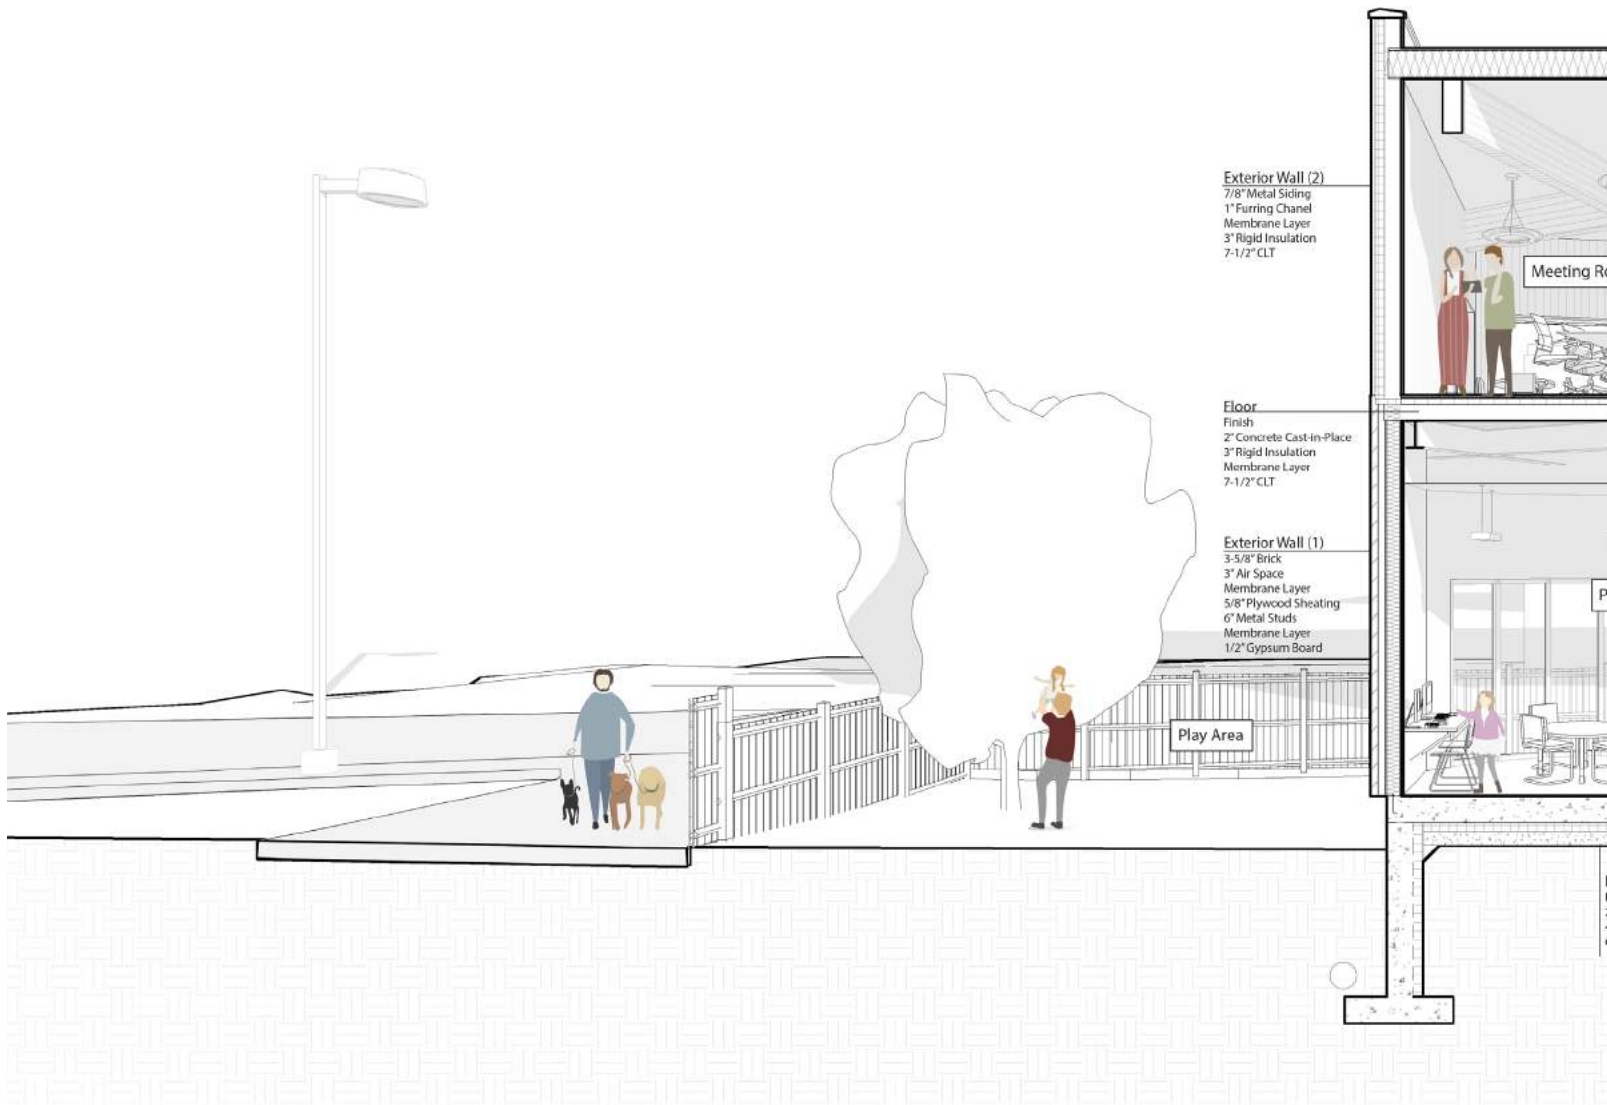 Exterior Wall (2)
7/8" Metal Siding
1" Furring Chanel
Membrane Layer
3" Rigid Insulation
7-1/2" CLT
Meeting Ro
Floor
Finish
2" Concrete Cast-in-Place
3" Rigid Insulation
Membrane Layer
7-1/2" CLT
Exterior Wall (1)
3-5/8" Brick
3" Air Space
Membrane Layer
5/8" Plywood Sheating
6" Metal Studs
Membrane Layer
1/2" Gypsum Board
P
Play Area